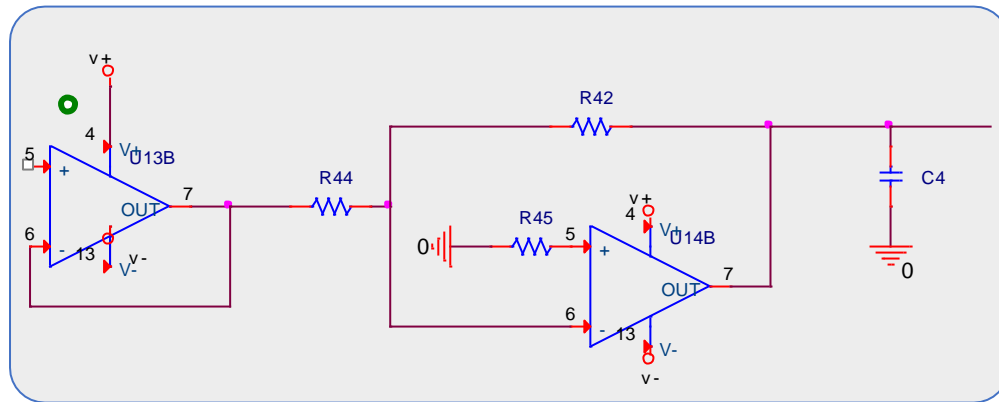 v+
R42
4
V+
5
U13B
+
C4
R44
7
v+
4
OUT
R45
V+
U14B
5
6
-
0
+
13
v-
V-
7
0
OUT
6
-
13
V-
v-